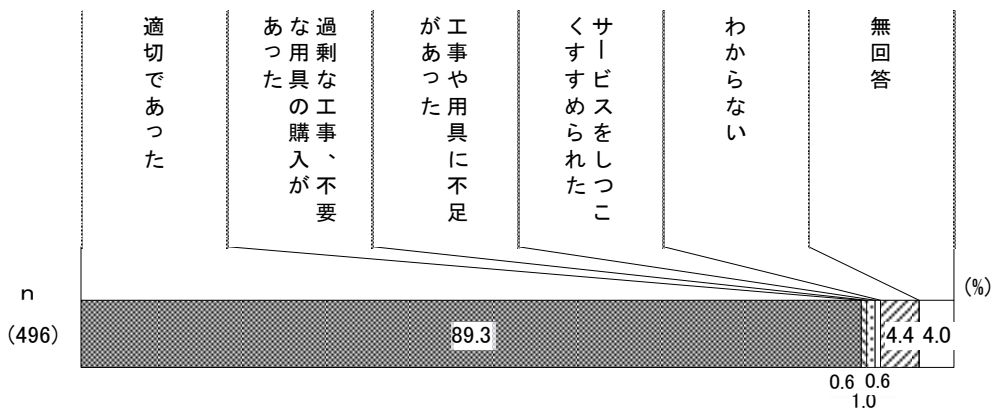 適切であった
過剰な工事、不要
な用具の購入が
あった
工事や用具に不足
があった
サービスをしつこ
くすすめられた
わからない
無回答
(%)
n
(496)
89.3
4.4
4.0
0.6
1.0
0.6